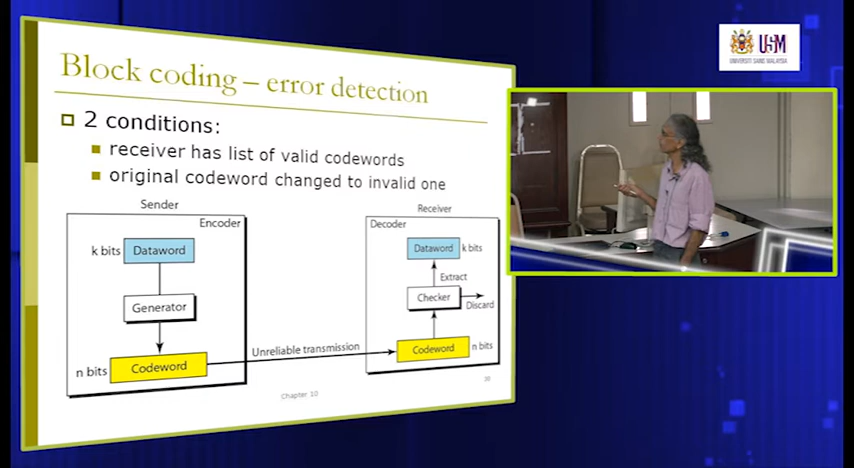 Block coding – error detection
2 conditions:
receiver has list of valid codewords
original codeword changed to invalid one
Sender
Encoder
k bits
Dataword
Generator
n bits
Codeword
Unreliable transmission
Receiver
Decoder
Dataword
k bits
Extract
Checker
Discard
Codeword
n bits
Chapter 10
USM
UNIVERSITI SAINS MALAYSIA